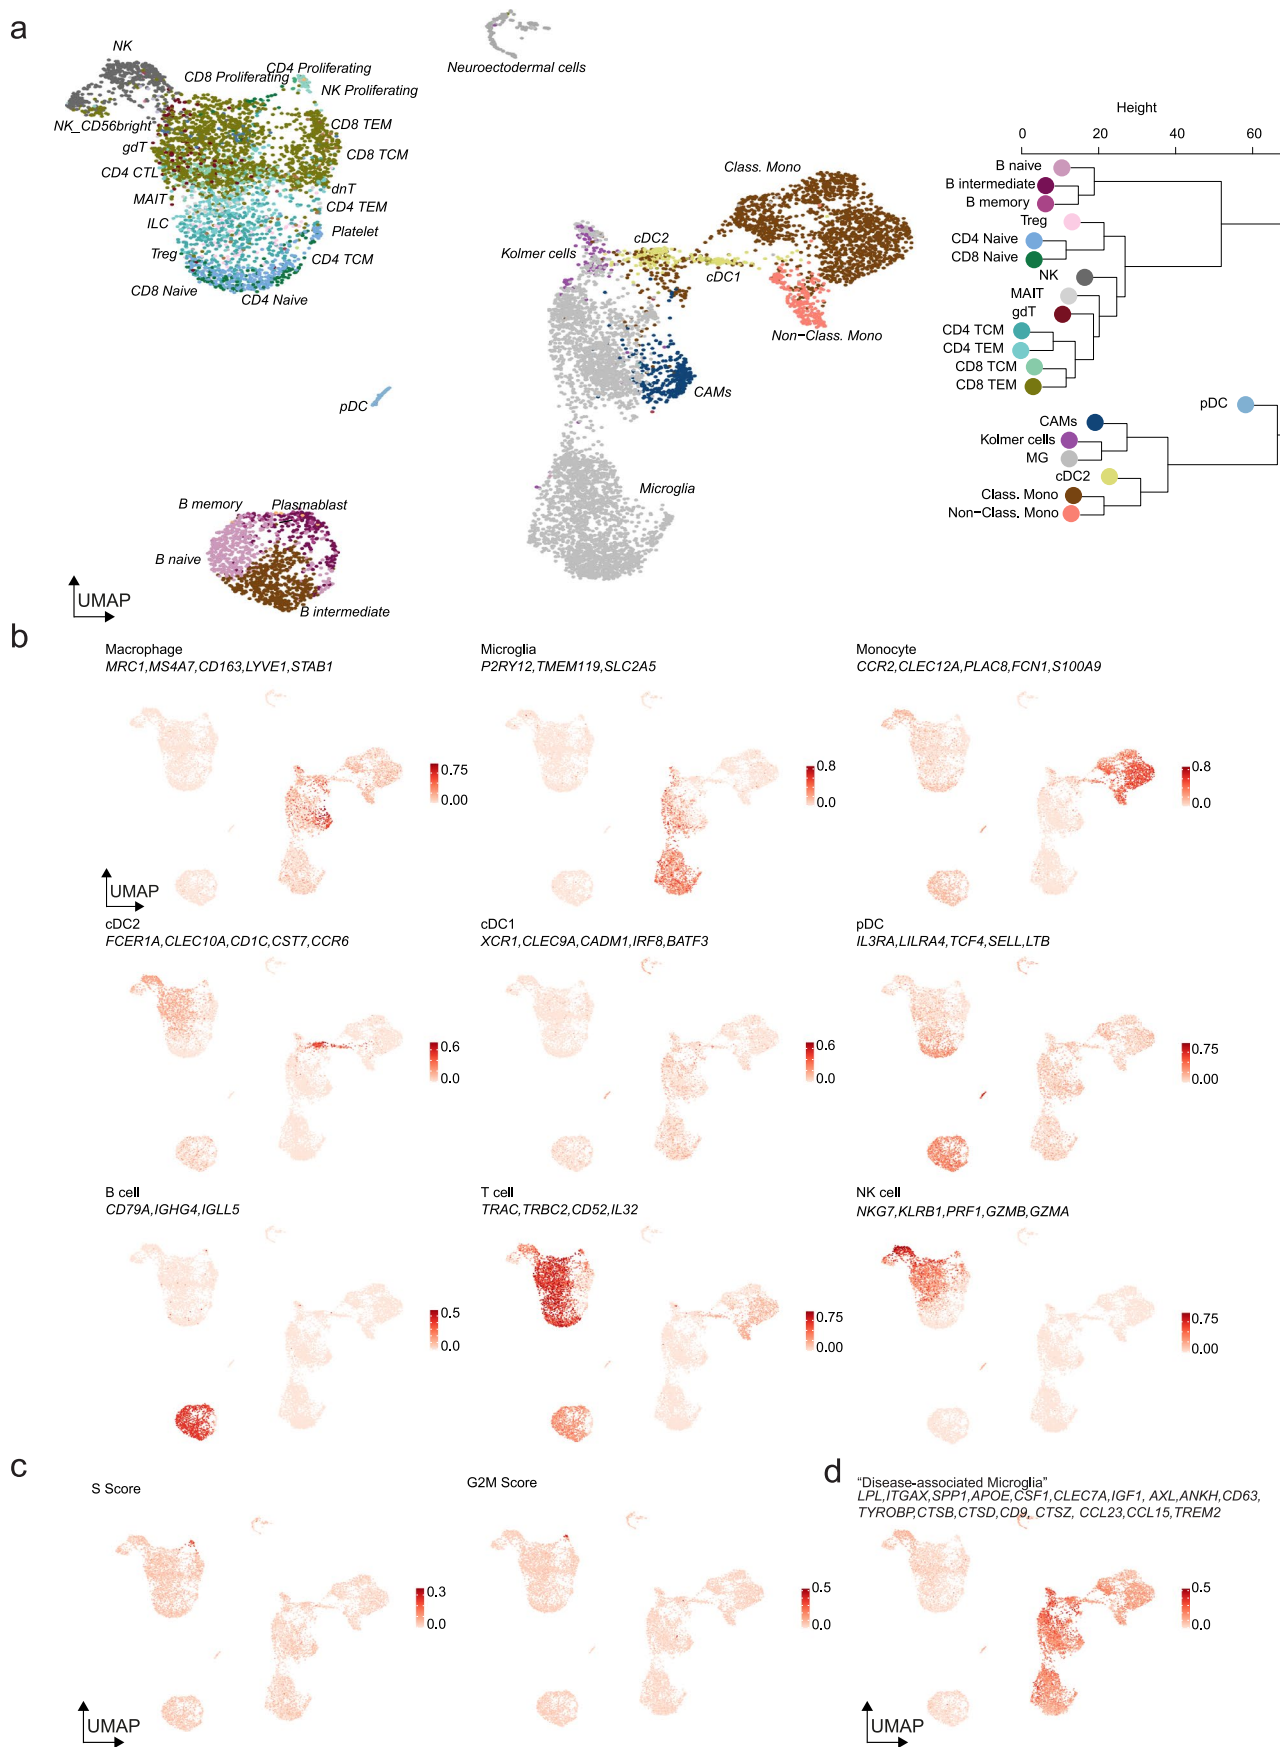 a
NK
CD8 Proliferating
CD4 Proliferating
NK Proliferating
NK_CD56bright
gdT
CD4 CTL
MAIT
ILC
Treg
CD8 Naive
CD4 Naive
CD8 TEM
CD8 TCM
dnT
CD4 TEM
Platelet
CD4 TCM
Neuroectodermal cells
Class. Mono
cDC2
Kolmer cells
cDC1
Non−Class. Mono
CAMs
pDC
Microglia
B memory
Plasmablast
B naive
B intermediate
UMAP
Height
0 20 40 60
B naive
B intermediate
B memory
Treg
CD4 Naive
CD8 Naive
NK
MAIT
gdT
CD4 TCM
CD4 TEM
CD8 TCM
CD8 TEM
pDC
CAMs
Kolmer cells
MG
cDC2
Class. Mono
Non−Class. Mono
b
Macrophage
MRC1,MS4A7,CD163,LYVE1,STAB1
0.75
0.00
UMAP
Microglia
P2RY12,TMEM119,SLC2A5
0.8
0.0
Monocyte
CCR2,CLEC12A,PLAC8,FCN1,S100A9
0.8
0.0
cDC2
FCER1A,CLEC10A,CD1C,CST7,CCR6
0.6
0.0
cDC1
XCR1,CLEC9A,CADM1,IRF8,BATF3
0.6
0.0
pDC
IL3RA,LILRA4,TCF4,SELL,LTB
0.75
0.00
B cell
CD79A,IGHG4,IGLL5
0.5
0.0
T cell
TRAC,TRBC2,CD52,IL32
0.75
0.00
NK cell
NKG7,KLRB1,PRF1,GZMB,GZMA
0.75
0.00
c
S Score
0.3
0.0
UMAP
G2M Score
0.5
0.0
d
“Disease-associated Microglia”
LPL,ITGAX,SPP1,APOE,CSF1,CLEC7A,IGF1, AXL,ANKH,CD63,
TYROBP,CTSB,CTSD,CD9, CTSZ, CCL23,CCL15,TREM2
0.5
0.0
UMAP